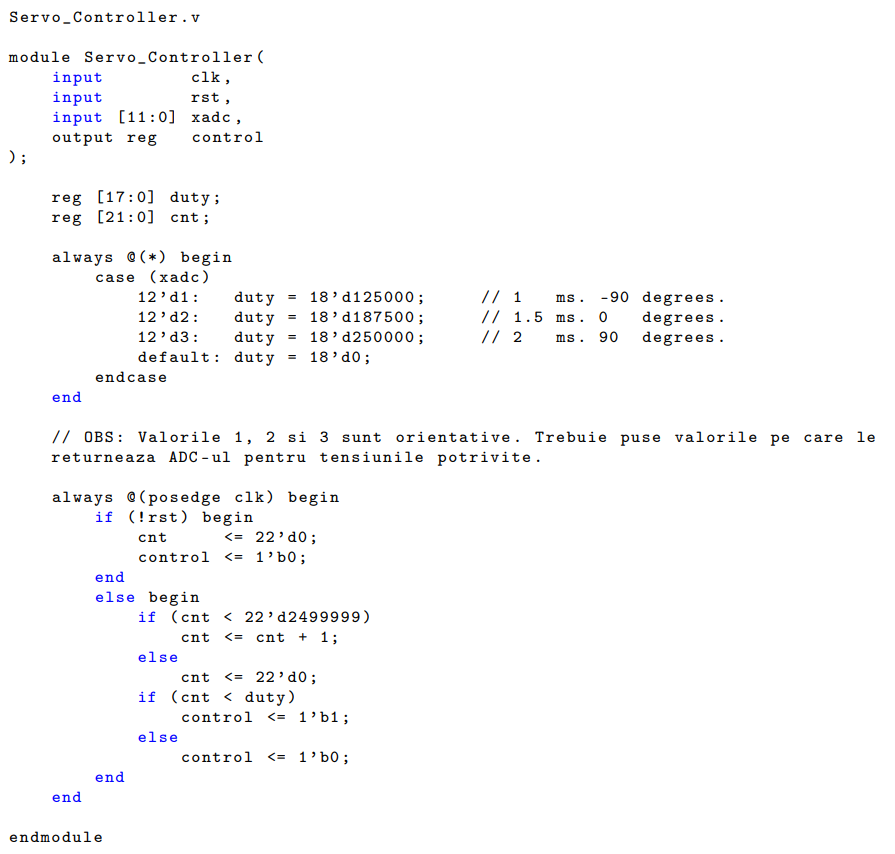 Servo_Controller.v
module Servo_Controller(
    input        clk,
    input        rst,
    input [11:0] xadc,
    output reg   control
);
    reg [17:0] duty;
    reg [21:0] cnt;
    always @(*) begin
        case (xadc)
            12’d1:   duty = 18’d125000;     // 1   ms. -90 degrees.
            12’d2:   duty = 18’d187500;     // 1.5 ms. 0   degrees.
            12’d3:   duty = 18’d250000;     // 2   ms. 90  degrees.
            default: duty = 18’d0;
        endcase
    end
    // OBS: Valorile 1, 2 si 3 sunt orientative. Trebuie puse valorile pe care le
    returneaza ADC-ul pentru tensiunile potrivite.
    always @(posedge clk) begin
        if (!rst) begin
            cnt     <= 22’d0;
            control <= 1’b0;
        end
        else begin
            if (cnt < 22’d2499999)
                cnt <= cnt + 1;
            else
                cnt <= 22’d0;
            if (cnt < duty)
                control <= 1’b1;
            else
                control <= 1’b0;
        end
    end
endmodule